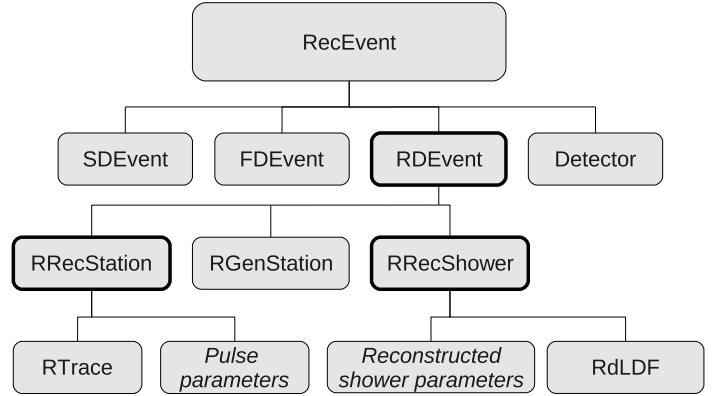 RecEvent
SDEvent
FDEvent
RDEvent
Detector
RRecStation
RGenStation
RRecShower
RTrace
Pulse
parameters
Reconstructed
shower parameters
RdLDF